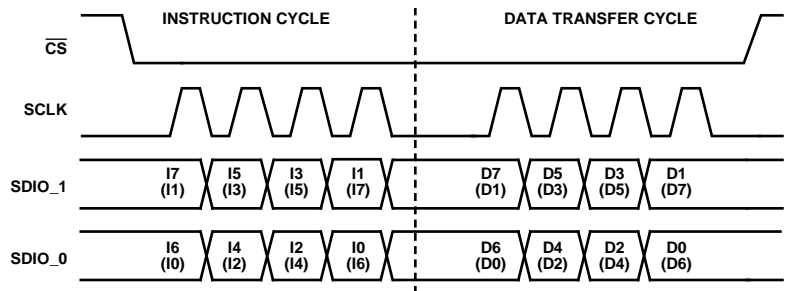 INSTRUCTION CYCLE DATA TRANSFER CYCLE
CS
SCLK
SDIO_1
I7 I5 I3 I1 D7 D5 D3 D1
(I1) (I3) (I5) (I7) (D1) (D3) (D5) (D7)
SDIO_0
I6 I4 I2 I0 D6 D4 D2 D0
(I0) (I2) (I4) (I6) (D0) (D2) (D4) (D6)